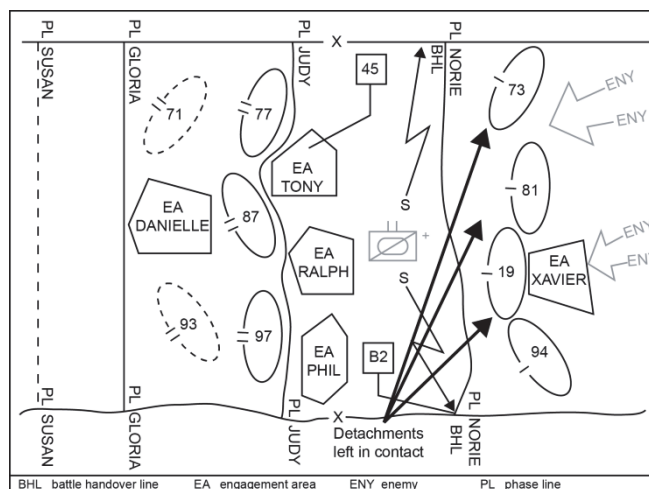 PL SUSAN
PL GLORIA
PL JUDY
X
45
BHL
PL NORIE
73
ENY
ENY
71
77
EA
TONY
81
S
EA
DANIELLE
87
+
EA
RALPH
19
EA
XAVIER
ENY
ENY
S
93
97
EA
PHIL
B2
94
PL SUSAN
PL GLORIA
PL JUDY
X
Detachments
left in contact
PL NORIE
BHL
BHL battle handover line EA engagement area ENY enemy PL phase line